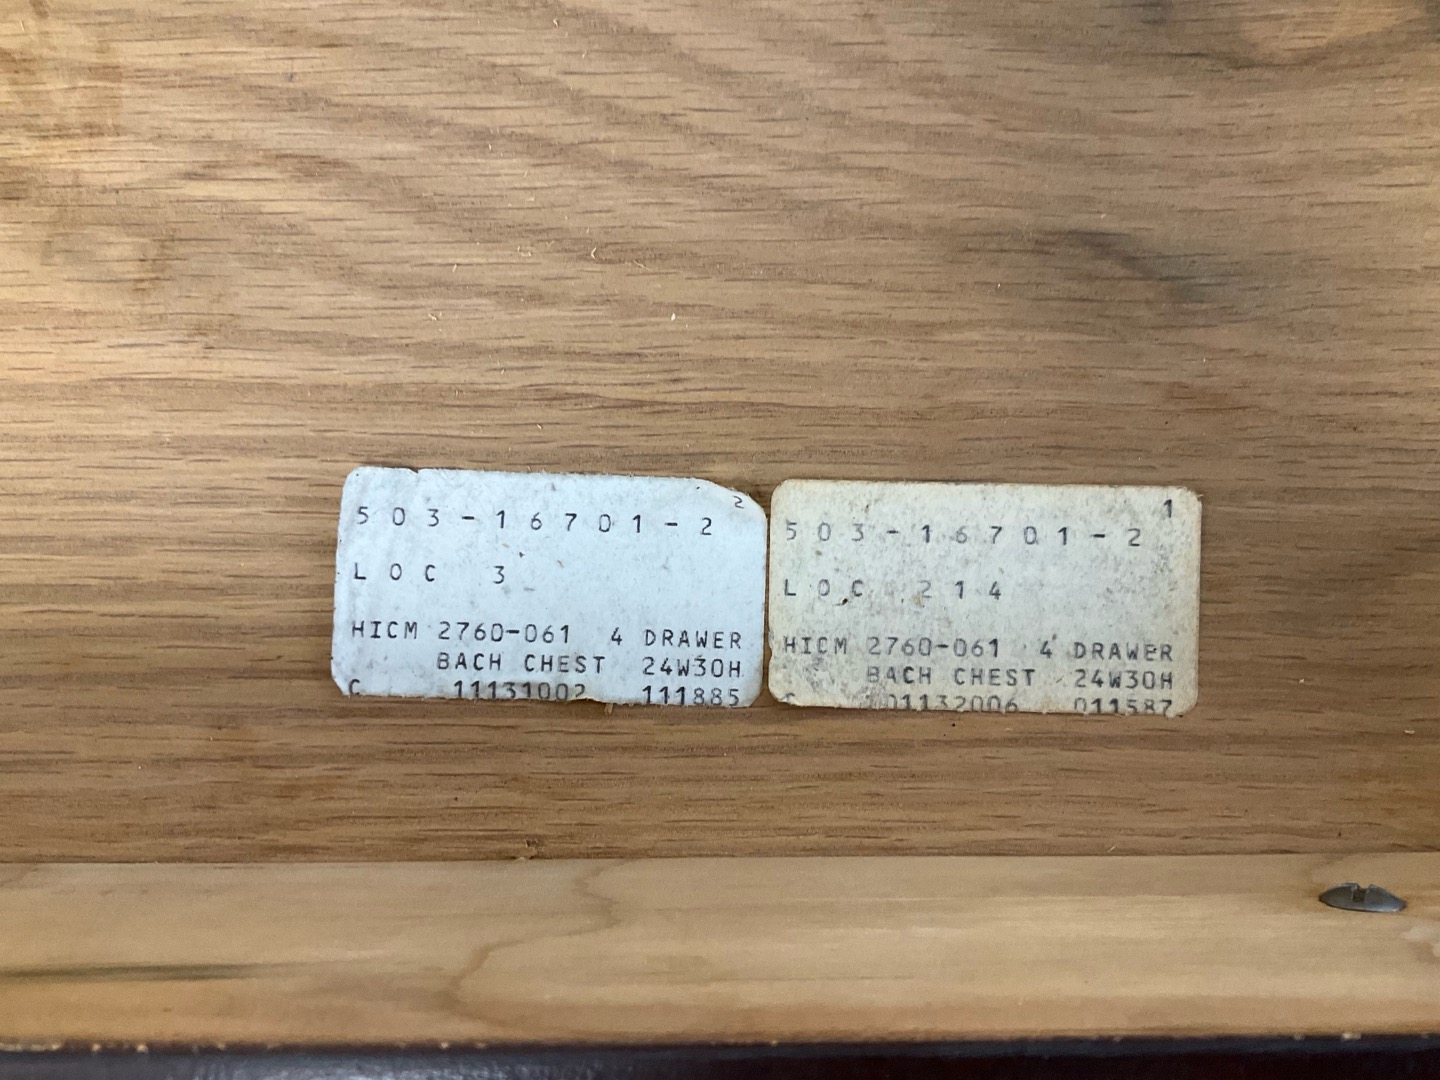 2
503-16701-2
LOC 3
HICM 2760-061 4 DRAWER
BACH CHEST 24W30H
C 11131002 111885
1
503-16701-2
LOC 214
HICM 2760-061 4 DRAWER
BACH CHEST 24W30H
C 01132006 011587